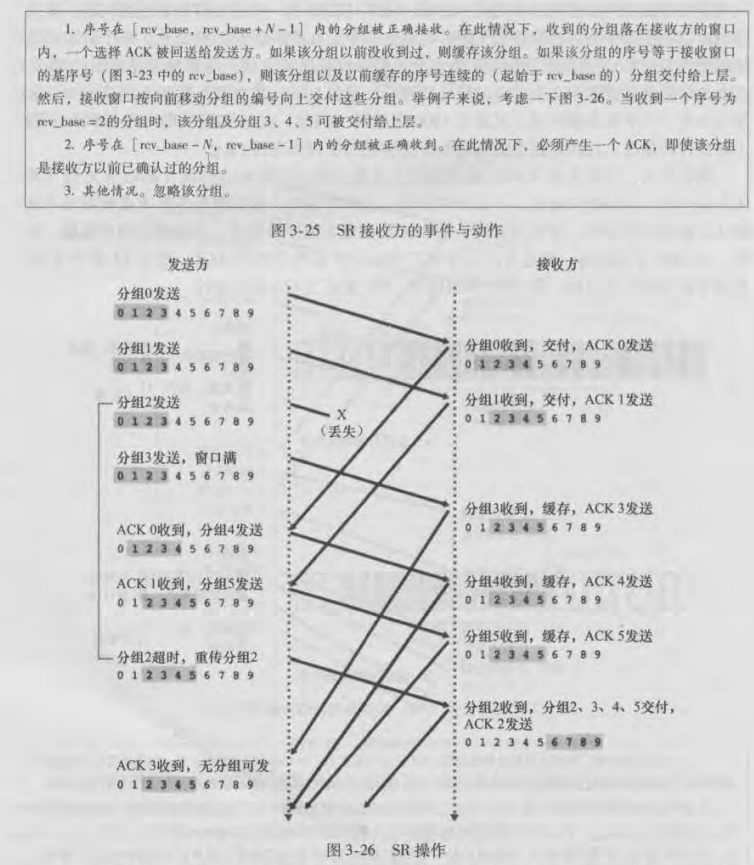 1. 序号在［rcv_base，rcv_base+N-1］内的分组被正确接收。在此情况下，收到的分组落在接收方的窗口
内，一个选择 ACK 被回送给发送方。如果该分组以前没收到过，则缓存该分组。如果该分组的序号等于接收窗口
的基序号（图3-23 中的 rcv_base），则该分组以及以前缓存的序号连续的（起始于 rcv_base 的）分组交付给上层。
然后，接收窗口按向前移动分组的编号向上交付这些分组。举例子来说，考虑一下图 3-26。当收到一个序号为
rcv_base=2的分组时，该分组及分组 3、4、5 可被交付给上层。
2. 序号在［rcv_base-N，rcv_base-1］内的分组被正确收到。在此情况下，必须产生一个 ACK，即使该分组
是接收方以前已确认过的分组。
3. 其他情况。忽略该分组。
图 3-25 SR 接收方的事件与动作
发送方
接收方
分组0发送
0 1 2 3 4 5 6 7 8 9
分组0收到，交付，ACK 0发送
0 1 2 3 4 5 6 7 8 9
分组1发送
0 1 2 3 4 5 6 7 8 9
分组1收到，交付，ACK 1发送
0 1 2 3 4 5 6 7 8 9
分组2发送
0 1 2 3 4 5 6 7 8 9
X
（丢失）
分组3发送，窗口满
0 1 2 3 4 5 6 7 8 9
分组3收到，缓存，ACK 3发送
0 1 2 3 4 5 6 7 8 9
ACK 0收到，分组4发送
0 1 2 3 4 5 6 7 8 9
分组4收到，缓存，ACK 4发送
0 1 2 3 4 5 6 7 8 9
ACK 1收到，分组5发送
0 1 2 3 4 5 6 7 8 9
分组5收到，缓存，ACK 5发送
0 1 2 3 4 5 6 7 8 9
分组2超时，重传分组2
0 1 2 3 4 5 6 7 8 9
分组2收到，分组2、3、4、5交付，
ACK 2发送
0 1 2 3 4 5 6 7 8 9
ACK 3收到，无分组可发
0 1 2 3 4 5 6 7 8 9
图 3-26 SR 操作